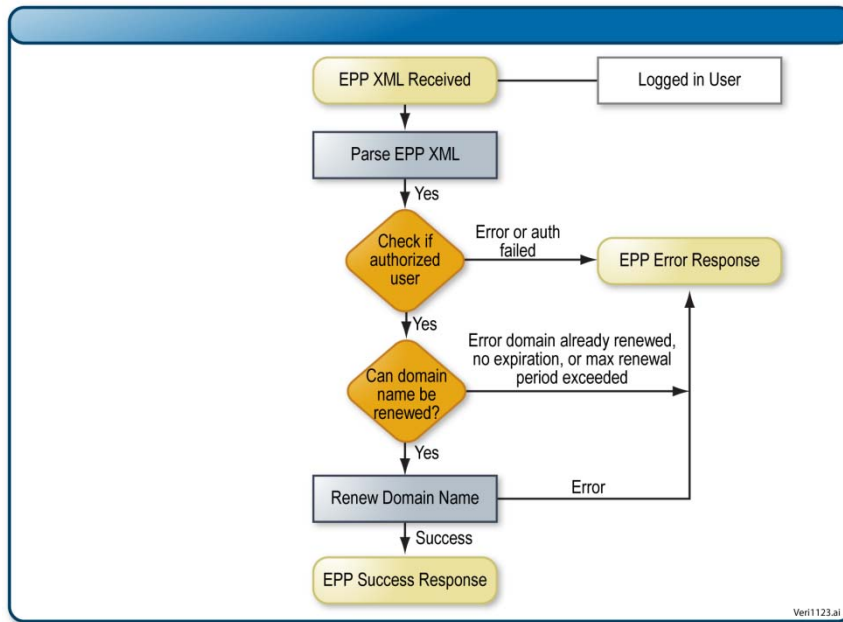 EPP XML Received
Logged in User
Parse EPP XML
Yes
Check if
authorized
user
Error or auth
failed
EPP Error Response
Yes
Error domain already renewed,
no expiration, or max renewal
period exceeded
Can domain
name be
renewed?
Yes
Renew Domain Name
Error
Success
EPP Success Response
Veri1123.ai